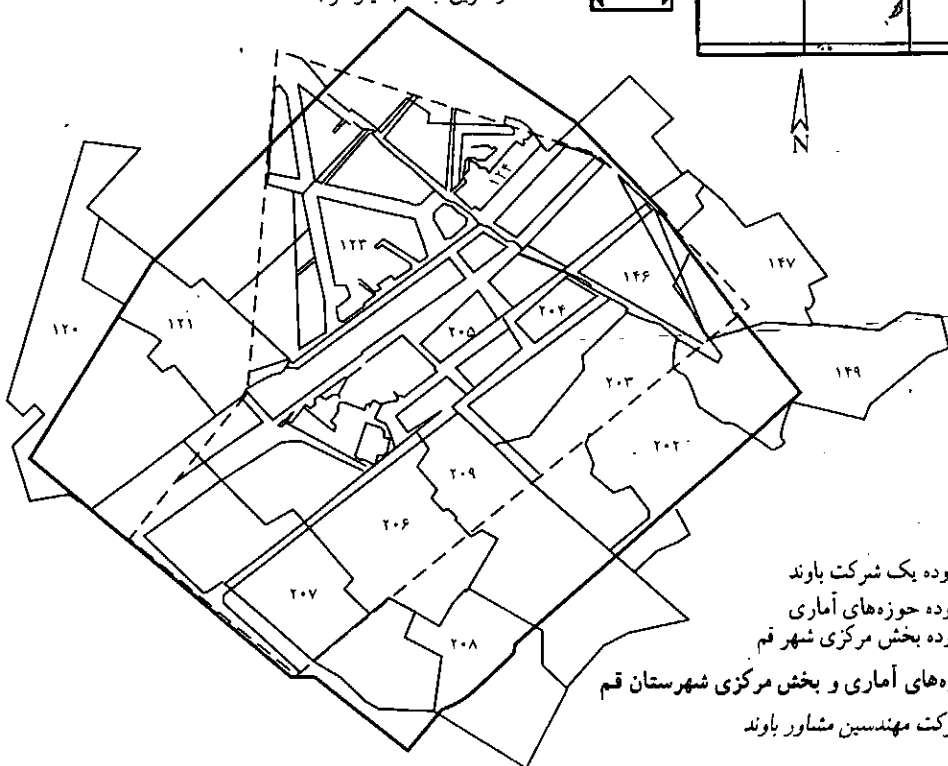 N
۱۲۴
۱۲۳
۱۴۶
۱۴۷
۱۲۰
۱۲۱
۲۰۵
۲۰۴
۱۴۹
۲۰۳
۲۰۲
۲۰۹
۲۰۶
۲۰۷
۲۰۸
وده یک شرکت باوند
وده حوزه‌های آماری
رده بخش مرکزی شهر قم
ه‌های آماری و بخش مرکزی شهرستان قم
رکت مهندسین مشاور باوند